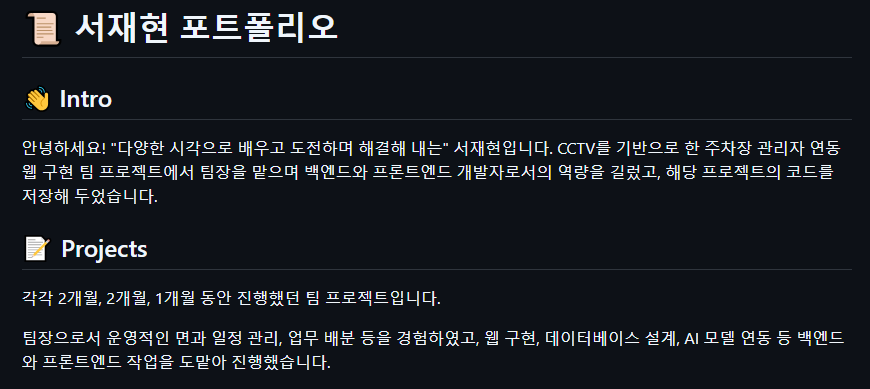 📜 서재현 포트폴리오
👋 Intro
안녕하세요! "다양한 시각으로 배우고 도전하며 해결해 내는" 서재현입니다. CCTV를 기반으로 한 주차장 관리자 연동
웹 구현 팀 프로젝트에서 팀장을 맡으며 백엔드와 프론트엔드 개발자로서의 역량을 길렀고, 해당 프로젝트의 코드를
저장해 두었습니다.
📝 Projects
각각 2개월, 2개월, 1개월 동안 진행했던 팀 프로젝트입니다.
팀장으로서 운영적인 면과 일정 관리, 업무 배분 등을 경험하였고, 웹 구현, 데이터베이스 설계, AI 모델 연동 등 백엔드
와 프론트엔드 작업을 도맡아 진행했습니다.